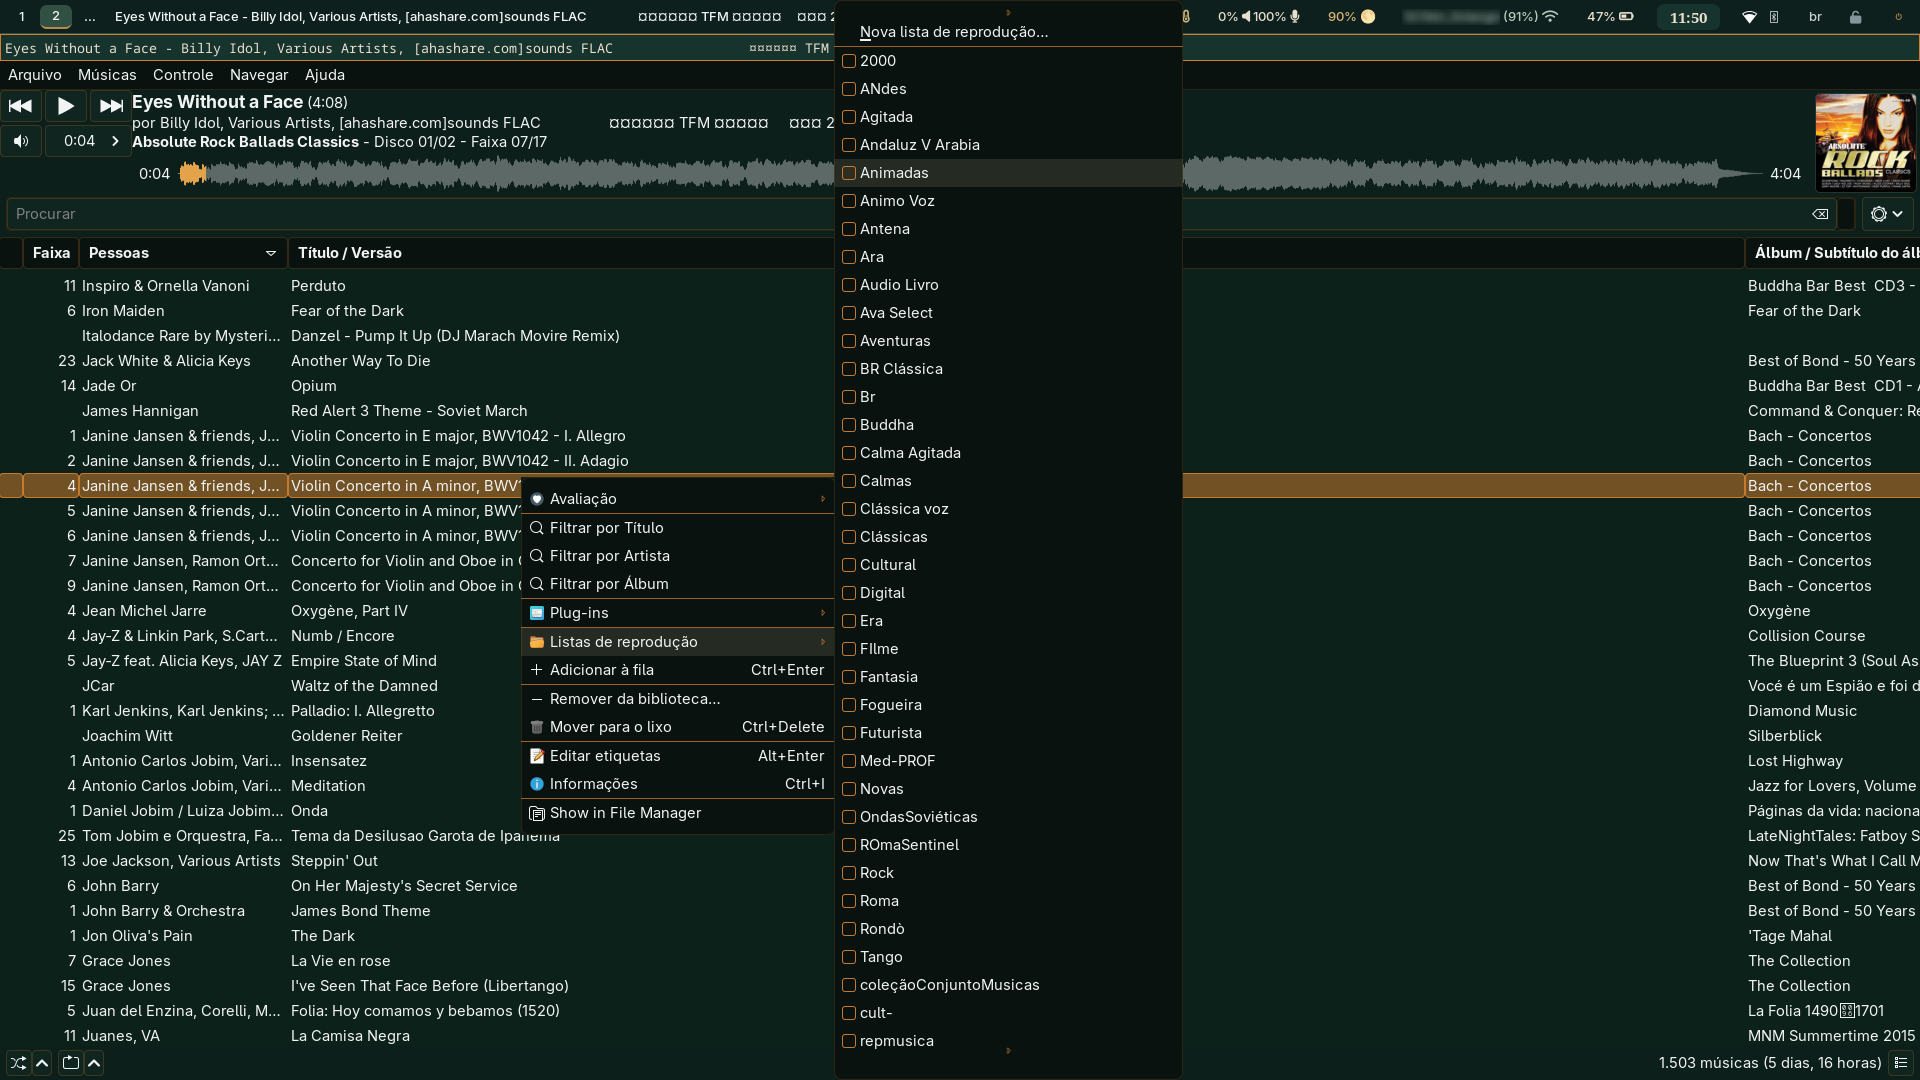 1 2 ... Eyes Without a Face - Billy Idol, Various Artists, [ahashare.com]sounds FLAC ¤¤¤¤¤¤ TFM ¤¤¤¤¤ ¤¤¤ 2 0% 100% 90% (91%) 47% 11:50 br
Eyes Without a Face - Billy Idol, Various Artists, [ahashare.com]sounds FLAC ¤¤¤¤¤¤ TFM
Arquivo Músicas Controle Navegar Ajuda
Eyes Without a Face (4:08)
por Billy Idol, Various Artists, [ahashare.com]sounds FLAC ¤¤¤¤¤¤ TFM ¤¤¤¤¤ ¤¤¤ 2
0:04
Absolute Rock Ballads Classics - Disco 01/02 - Faixa 07/17
0:04 4:04
ABSOLUTE
ROCK
BALLADS CLASSICS
Procurar
Faixa Pessoas Título / Versão Álbum / Subtítulo do álb
11 Inspiro & Ornella Vanoni Perduto Buddha Bar Best CD3 -
6 Iron Maiden Fear of the Dark Fear of the Dark
Italodance Rare by Mysteri... Danzel - Pump It Up (DJ Marach Movire Remix)
23 Jack White & Alicia Keys Another Way To Die Best of Bond - 50 Years
14 Jade Or Opium Buddha Bar Best CD1 - A
James Hannigan Red Alert 3 Theme - Soviet March Command & Conquer: Re
1 Janine Jansen & friends, J... Violin Concerto in E major, BWV1042 - I. Allegro Bach - Concertos
2 Janine Jansen & friends, J... Violin Concerto in E major, BWV1042 - II. Adagio Bach - Concertos
4 Janine Jansen & friends, J... Violin Concerto in A minor, BWV1 Bach - Concertos
5 Janine Jansen & friends, J... Violin Concerto in A minor, BWV1 Bach - Concertos
6 Janine Jansen & friends, J... Violin Concerto in A minor, BWV1 Bach - Concertos
7 Janine Jansen, Ramon Ort... Concerto for Violin and Oboe in Bach - Concertos
9 Janine Jansen, Ramon Ort... Concerto for Violin and Oboe in Bach - Concertos
4 Jean Michel Jarre Oxygène, Part IV Oxygène
4 Jay-Z & Linkin Park, S.Cart... Numb / Encore Collision Course
5 Jay-Z feat. Alicia Keys, JAY Z Empire State of Mind The Blueprint 3 (Soul As
JCar Waltz of the Damned Vocé é um Espião e foi d
1 Karl Jenkins, Karl Jenkins; ... Palladio: I. Allegretto Diamond Music
Joachim Witt Goldener Reiter Silberblick
1 Antonio Carlos Jobim, Vari... Insensatez Lost Highway
4 Antonio Carlos Jobim, Vari... Meditation Jazz for Lovers, Volume
1 Daniel Jobim / Luiza Jobim... Onda Páginas da vida: naciona
25 Tom Jobim e Orquestra, Fa... Tema da Desilusao Garota de Ipanema LateNightTales: Fatboy S
13 Joe Jackson, Various Artists Steppin' Out Now That's What I Call M
6 John Barry On Her Majesty's Secret Service Best of Bond - 50 Years
1 John Barry & Orchestra James Bond Theme Best of Bond - 50 Years
1 Jon Oliva's Pain The Dark 'Tage Mahal
7 Grace Jones La Vie en rose The Collection
15 Grace Jones I've Seen That Face Before (Libertango) The Collection
5 Juan del Enzina, Corelli, M... Folia: Hoy comamos y bebamos (1520) La Folia 1490 1701
11 Juanes, VA La Camisa Negra MNM Summertime 2015
Avaliação
Filtrar por Título
Filtrar por Artista
Filtrar por Álbum
Plug-ins
Listas de reprodução
Adicionar à fila Ctrl+Enter
Remover da biblioteca...
Mover para o lixo Ctrl+Delete
Editar etiquetas Alt+Enter
Informações Ctrl+I
Show in File Manager
Nova lista de reprodução...
2000
ANdes
Agitada
Andaluz V Arabia
Animadas
Animo Voz
Antena
Ara
Audio Livro
Ava Select
Aventuras
BR Clássica
Br
Buddha
Calma Agitada
Calmas
Clássica voz
Clássicas
Cultural
Digital
Era
FIlme
Fantasia
Fogueira
Futurista
Med-PROF
Novas
OndasSoviéticas
ROmaSentinel
Rock
Roma
Rondò
Tango
coleçãoConjuntoMusicas
cult-
repmusica
1.503 músicas (5 dias, 16 horas)